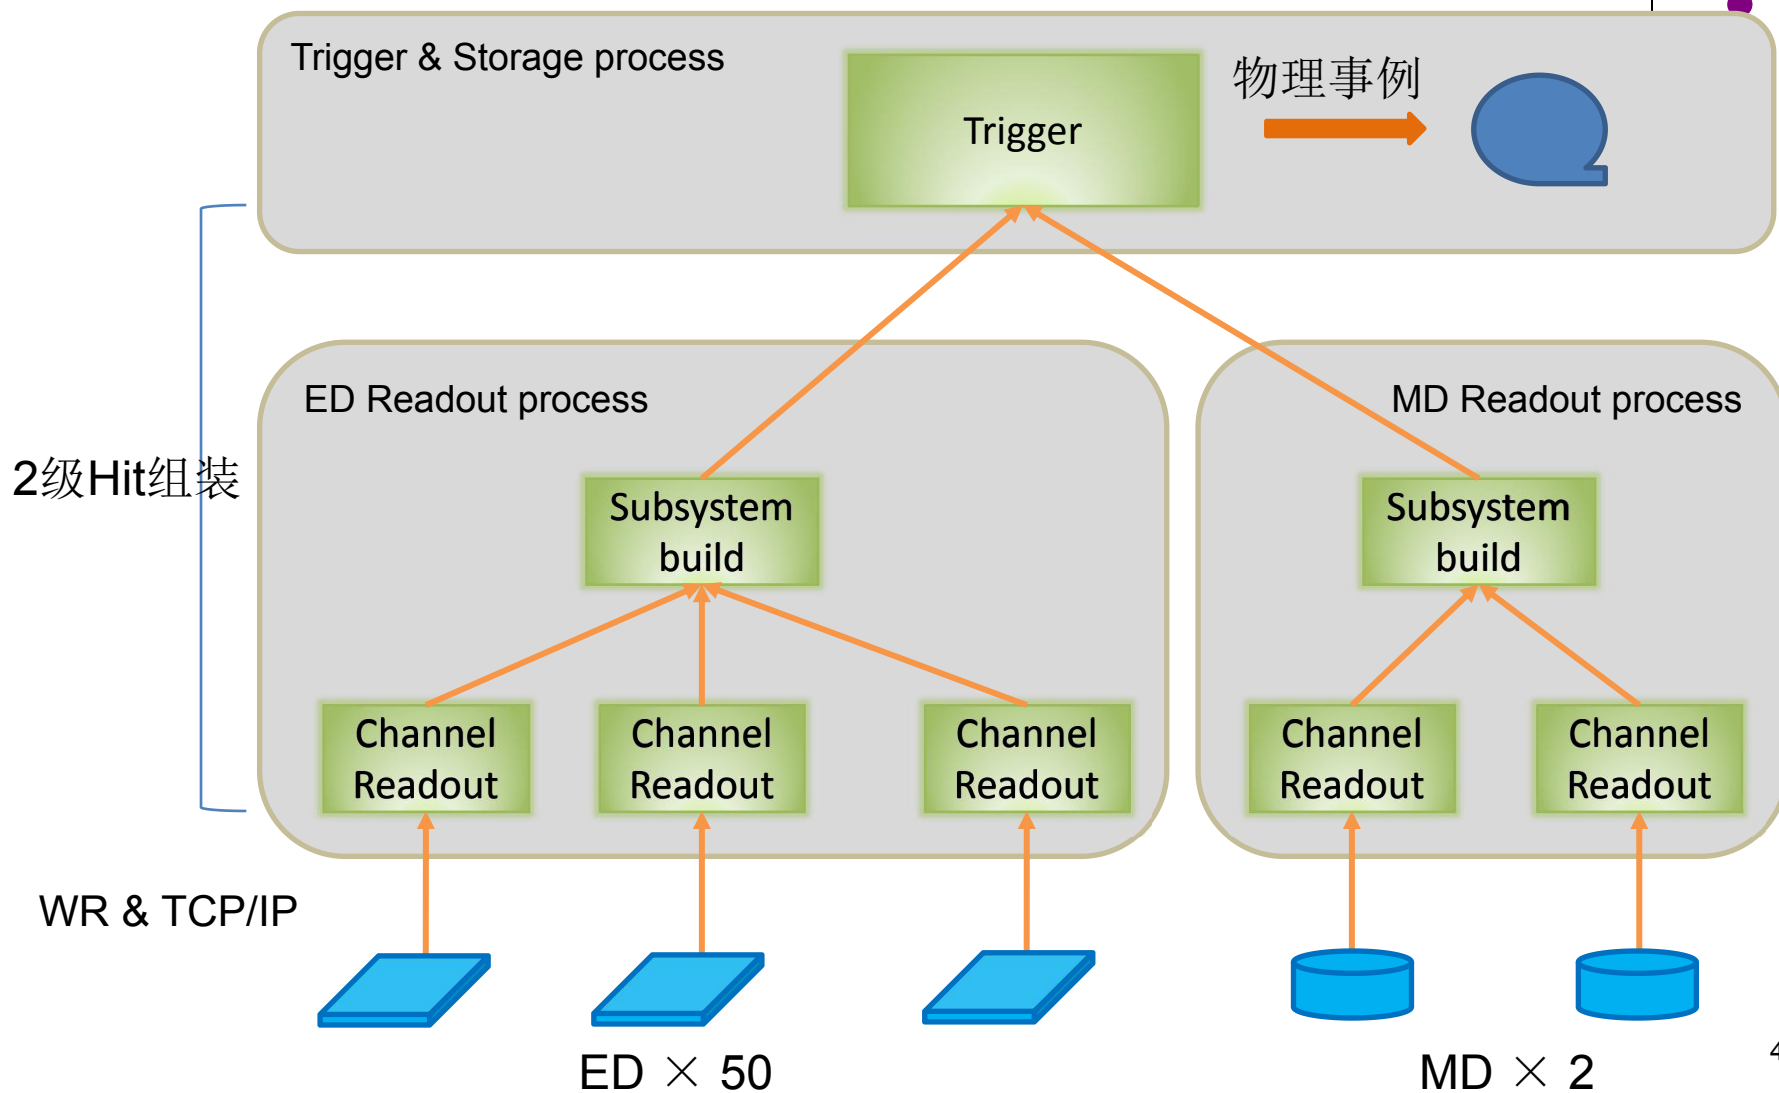 Trigger & Storage process
Trigger
物理事例
ED Readout process
MD Readout process
2级Hit组装
Subsystem
build
Subsystem
build
Channel
Readout
Channel
Readout
Channel
Readout
Channel
Readout
Channel
Readout
WR & TCP/IP
ED × 50
MD × 2
4